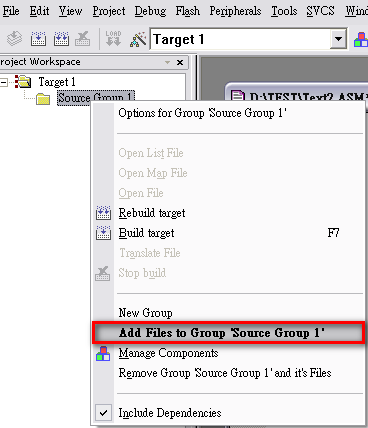 File Edit View Project Debug Flash Peripherals Tools SVCS Window
LOAD
Target 1
Project Workspace
Target 1
Source Group 1
D:\TEST\Text2.ASM*
Options for Group 'Source Group 1'
Open List File
Open Map File
Open File
Rebuild target
Build target F7
Translate File
Stop build
New Group
Add Files to Group 'Source Group 1'
Manage Components
Remove Group 'Source Group 1' and it's Files
Include Dependencies